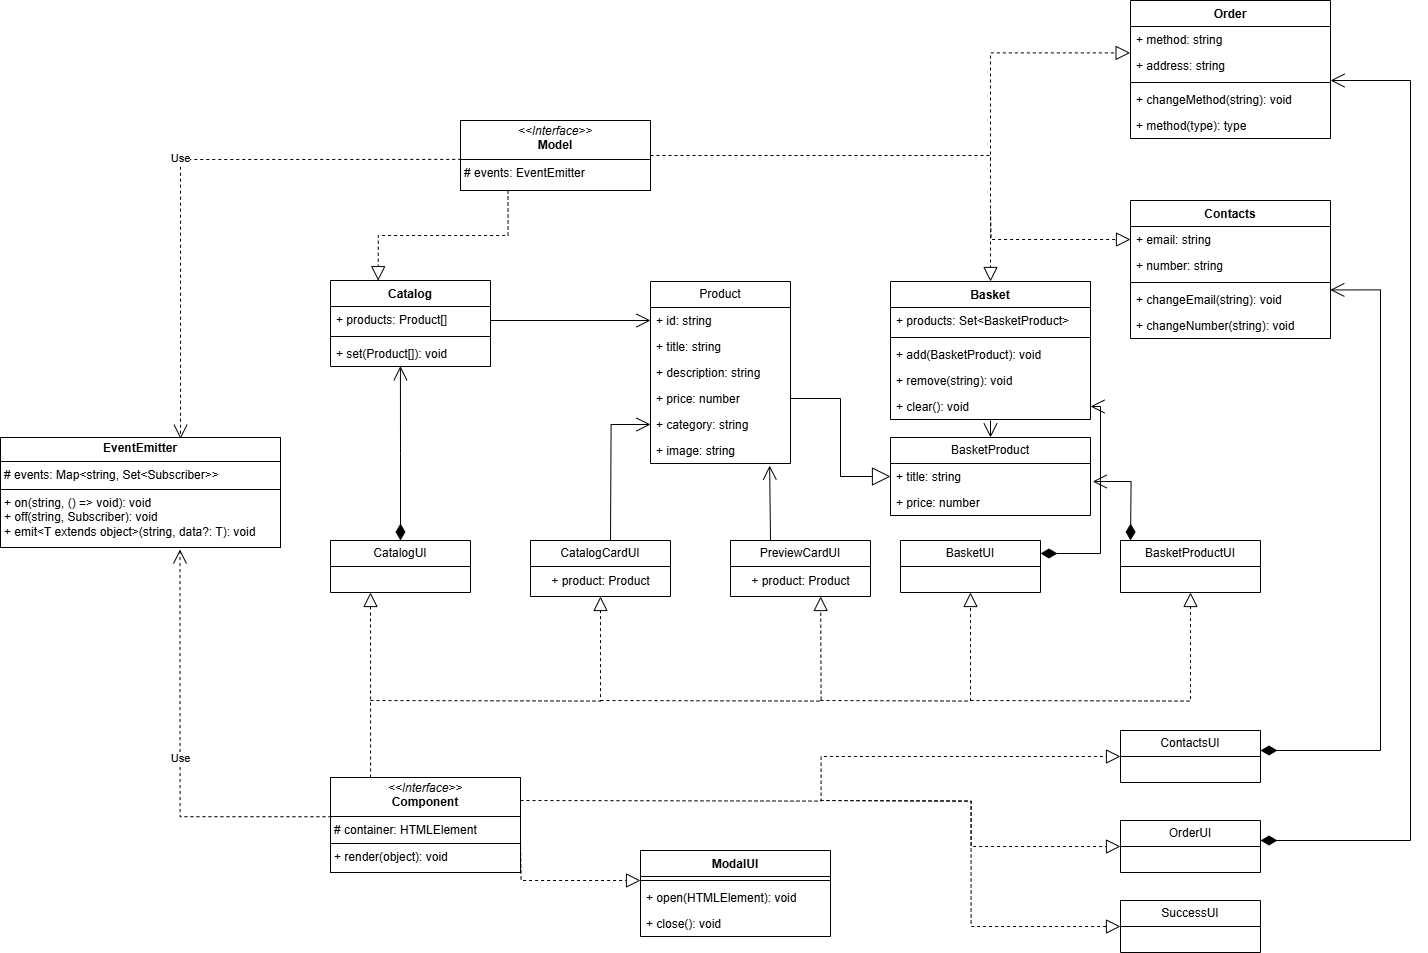 Order
+ method: string
+ address: string
+ changeMethod(string): void
+ method(type): type
<<Interface>>
Model
# events: EventEmitter
Use
Contacts
+ email: string
+ number: string
+ changeEmail(string): void
+ changeNumber(string): void
Catalog
+ products: Product[]
+ set(Product[]): void
Product
+ id: string
+ title: string
+ description: string
+ price: number
+ category: string
+ image: string
Basket
+ products: Set<BasketProduct>
+ add(BasketProduct): void
+ remove(string): void
+ clear(): void
BasketProduct
+ title: string
+ price: number
EventEmitter
# events: Map<string, Set<Subscriber>>
+ on(string, () => void): void
+ off(string, Subscriber): void
+ emit<T extends object>(string, data?: T): void
CatalogUI
CatalogCardUI
+ product: Product
PreviewCardUI
+ product: Product
BasketUI
BasketProductUI
Use
<<Interface>>
Component
# container: HTMLElement
+ render(object): void
ModalUI
+ open(HTMLElement): void
+ close(): void
ContactsUI
OrderUI
SuccessUI